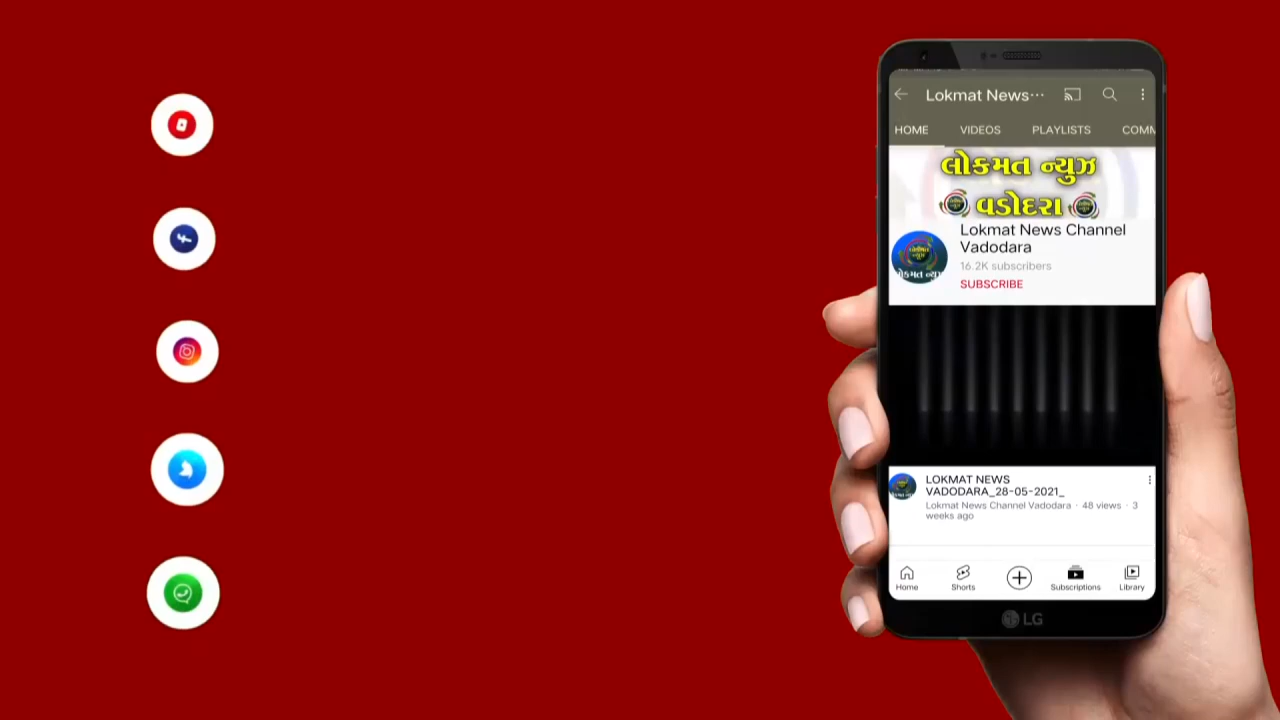 Lokmat News···
HOME VIDEOS PLAYLISTS COMM
લોકમત ન્યુઝ
વડોદરા
Lokmat News Channel
Vadodara
16.2K subscribers
SUBSCRIBE
LOKMAT NEWS
VADODARA_28-05-2021_
Lokmat News Channel Vadodara · 48 views · 3
weeks ago
Home Shorts Subscriptions Library
LG